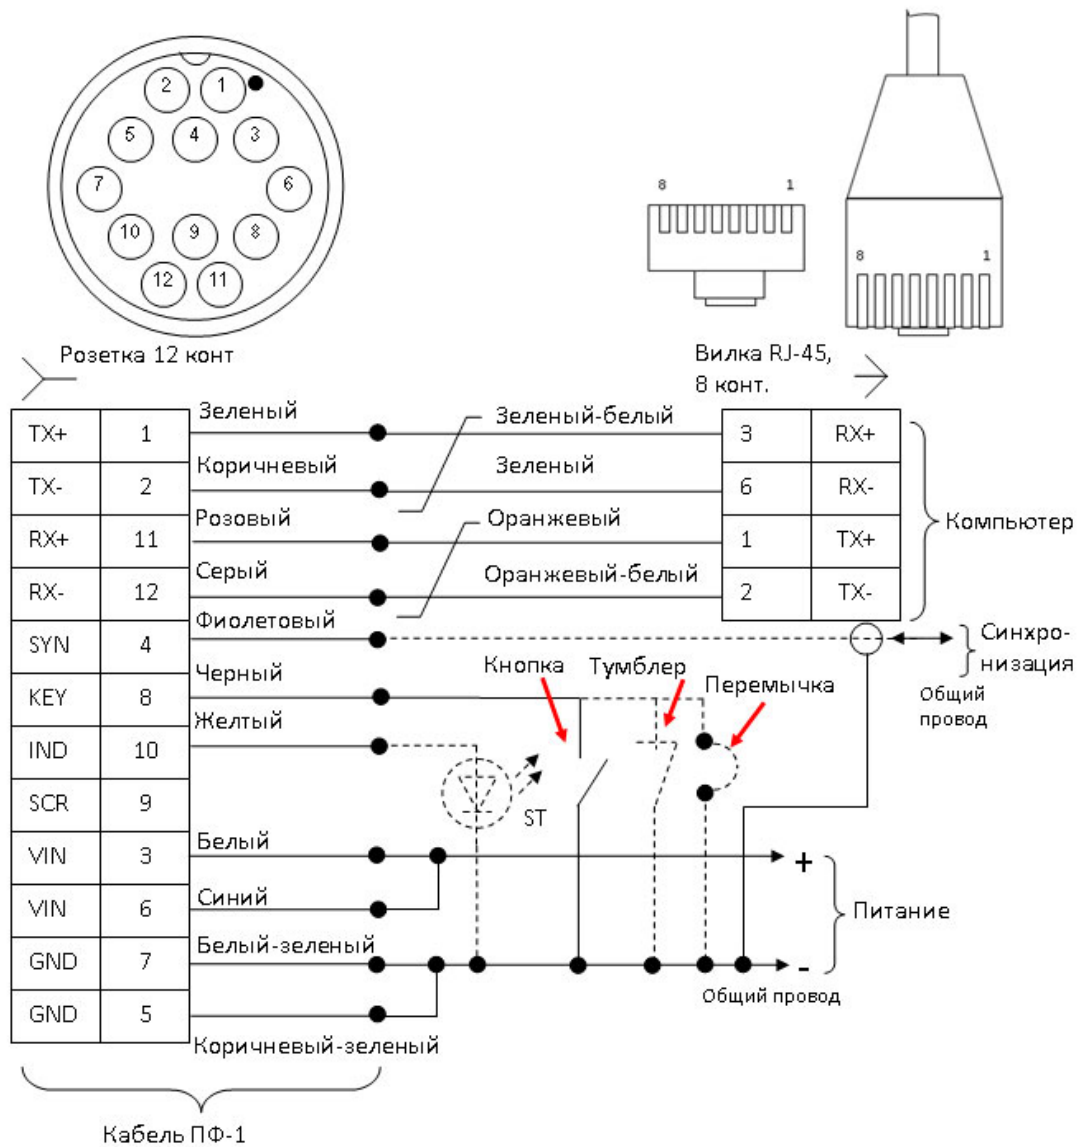 2 1
5 4 3
7 6
10 9 8
12 11
8 1
8 1
Розетка 12 конт
Вилка RJ-45,
8 конт.
Зеленый
Зеленый-белый
TX+ 1
3 RX+
Коричневый
Зеленый
TX- 2
6 RX-
Розовый
Оранжевый
RX+ 11
1 TX+
Компьютер
Серый
Оранжевый-белый
RX- 12
2 TX-
Фиолетовый
SYN 4
Синхро-
низация
Черный
Кнопка
Тумблер
Перемычка
KEY 8
Общий
провод
Желтый
IND 10
SCR 9
ST
Белый
VIN 3
+
Синий
VIN 6
Питание
Белый-зеленый
GND 7
-
Общий провод
GND 5
Коричневый-зеленый
Кабель ПФ-1